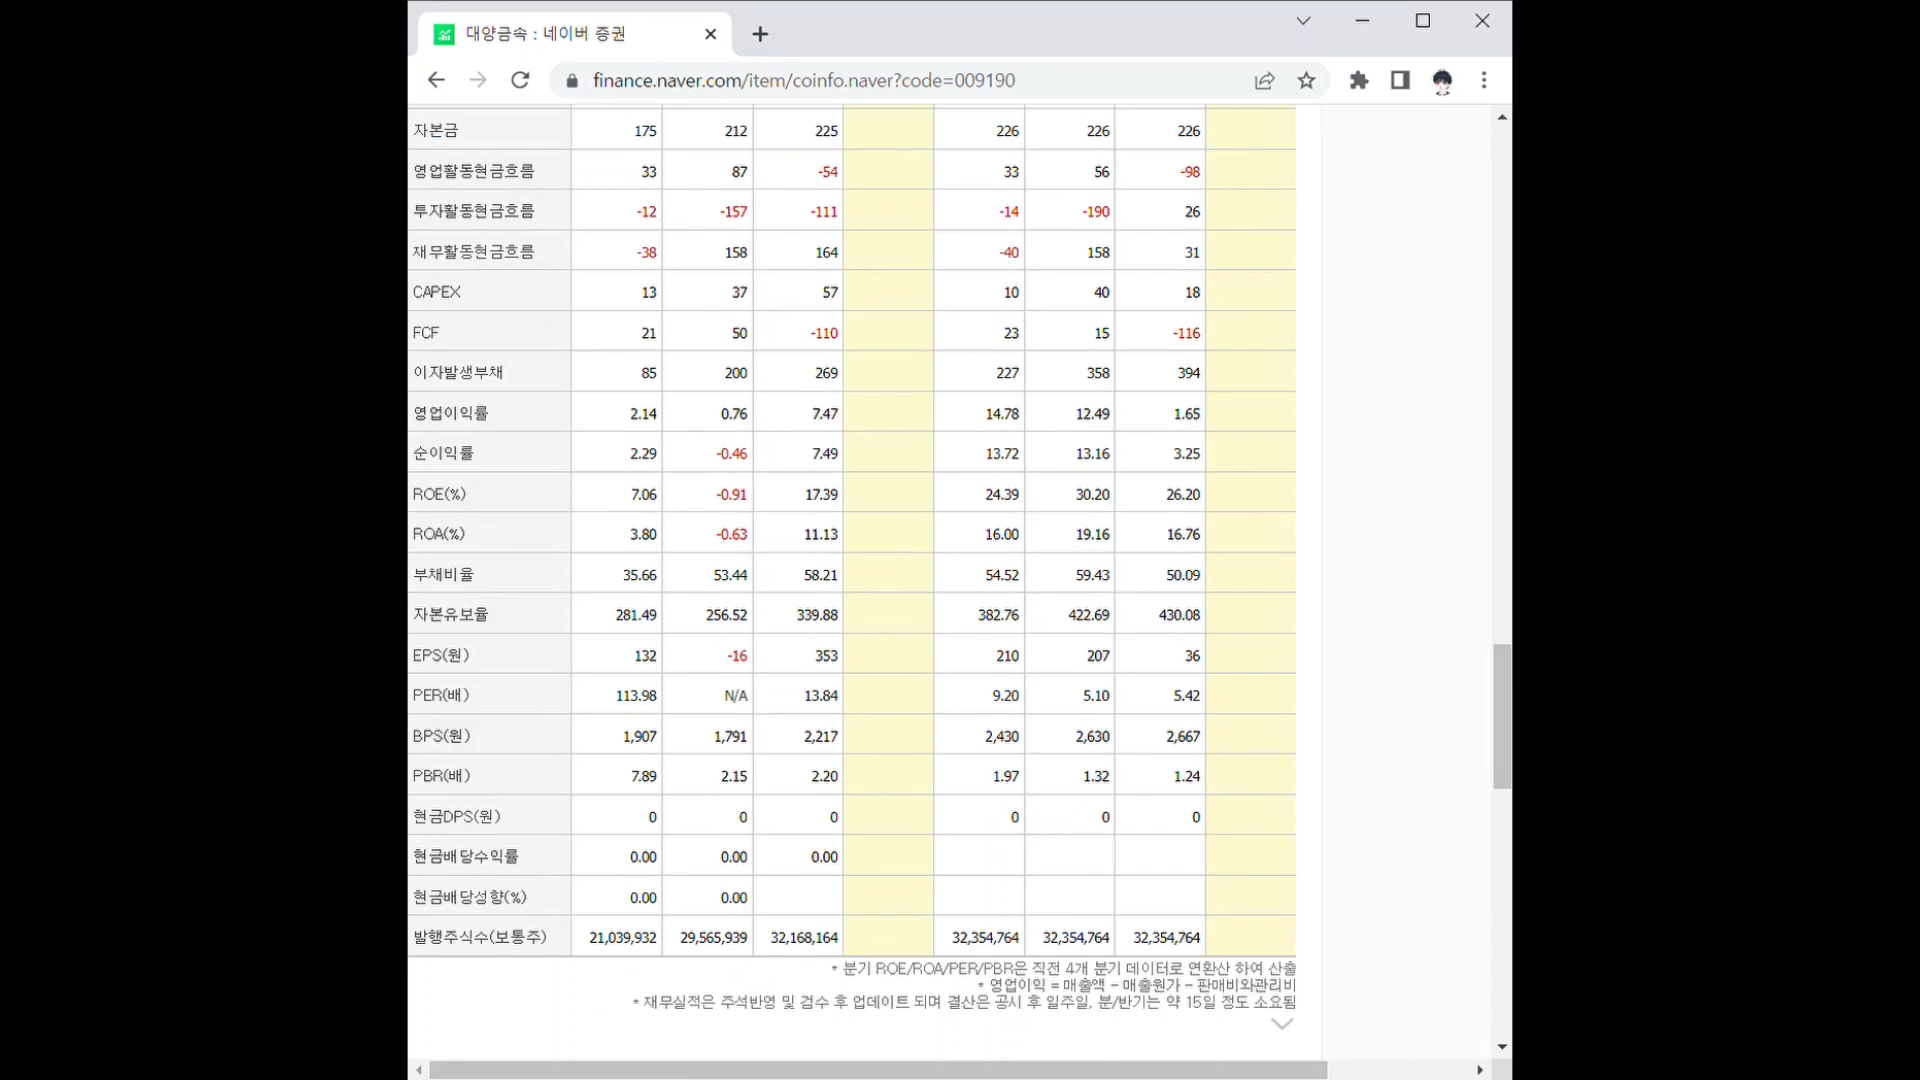 대양금속 : 네이버 증권
finance.naver.com/item/coinfo.naver?code=009190
자본금 175 212 225 226 226 226
영업활동현금흐름 33 87 -54 33 56 -98
투자활동현금흐름 -12 -157 -111 -14 -190 26
재무활동현금흐름 -38 158 164 -40 158 31
CAPEX 13 37 57 10 40 18
FCF 21 50 -110 23 15 -116
이자발생부채 85 200 269 227 358 394
영업이익률 2.14 0.76 7.47 14.78 12.49 1.65
순이익률 2.29 -0.46 7.49 13.72 13.16 3.25
ROE(%) 7.06 -0.91 17.39 24.39 30.20 26.20
ROA(%) 3.80 -0.63 11.13 16.00 19.16 16.76
부채비율 35.66 53.44 58.21 54.52 59.43 50.09
자본유보율 281.49 256.52 339.88 382.76 422.69 430.08
EPS(원) 132 -16 353 210 207 36
PER(배) 113.98 N/A 13.84 9.20 5.10 5.42
BPS(원) 1,907 1,791 2,217 2,430 2,630 2,667
PBR(배) 7.89 2.15 2.20 1.97 1.32 1.24
현금DPS(원) 0 0 0 0 0 0
현금배당수익률 0.00 0.00 0.00
현금배당성향(%) 0.00 0.00
발행주식수(보통주) 21,039,932 29,565,939 32,168,164 32,354,764 32,354,764 32,354,764
* 분기 ROE/ROA/PER/PBR은 직전 4개 분기 데이터로 연환산 하여 산출
* 영업이익 = 매출액 - 매출원가 - 판매비와관리비
* 재무실적은 주석반영 및 검수 후 업데이트 되며 결산은 공시 후 일주일, 분/반기는 약 15일 정도 소요됨